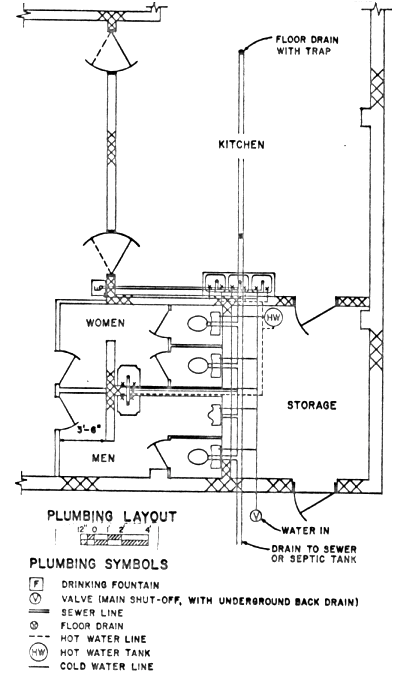 FLOOR DRAIN
WITH TRAP
KITCHEN
WOMEN
HW
STORAGE
3'-6"
MEN
PLUMBING LAYOUT
12" 0 1' 2' 4'
V
WATER IN
DRAIN TO SEWER
OR SEPTIC TANK
PLUMBING SYMBOLS
F DRINKING FOUNTAIN
V VALVE (MAIN SHUT-OFF, WITH UNDERGROUND BACK DRAIN)
SEWER LINE
FLOOR DRAIN
HOT WATER LINE
HW HOT WATER TANK
COLD WATER LINE